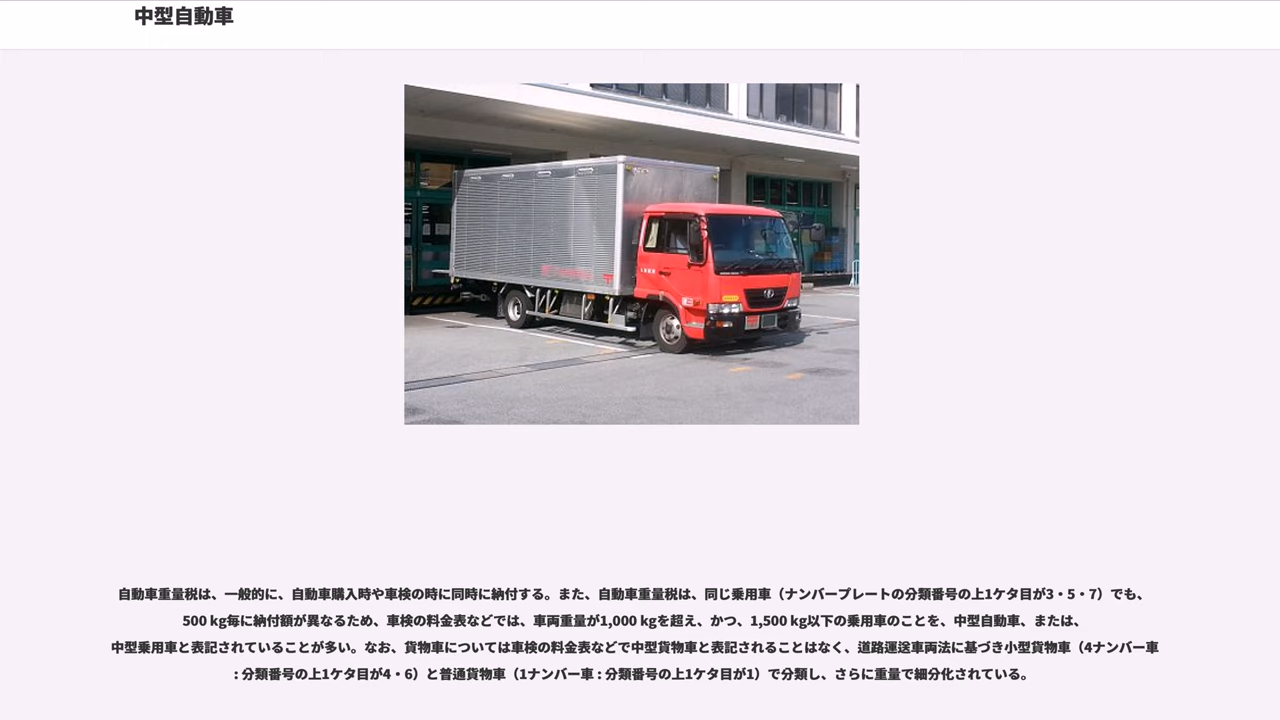 中型自動車
自動車重量税は、一般的に、自動車購入時や車検の時に同時に納付する。また、自動車重量税は、同じ乗用車（ナンバープレートの分類番号の上1ケタ目が3・5・7）でも、
500 kg毎に納付額が異なるため、車検の料金表などでは、車両重量が1,000 kgを超え、かつ、1,500 kg以下の乗用車のことを、中型自動車、または、
中型乗用車と表記されていることが多い。なお、貨物車については車検の料金表などで中型貨物車と表記されることはなく、道路運送車両法に基づき小型貨物車（4ナンバー車
: 分類番号の上1ケタ目が4・6）と普通貨物車（1ナンバー車 : 分類番号の上1ケタ目が1）で分類し、さらに重量で細分化されている。